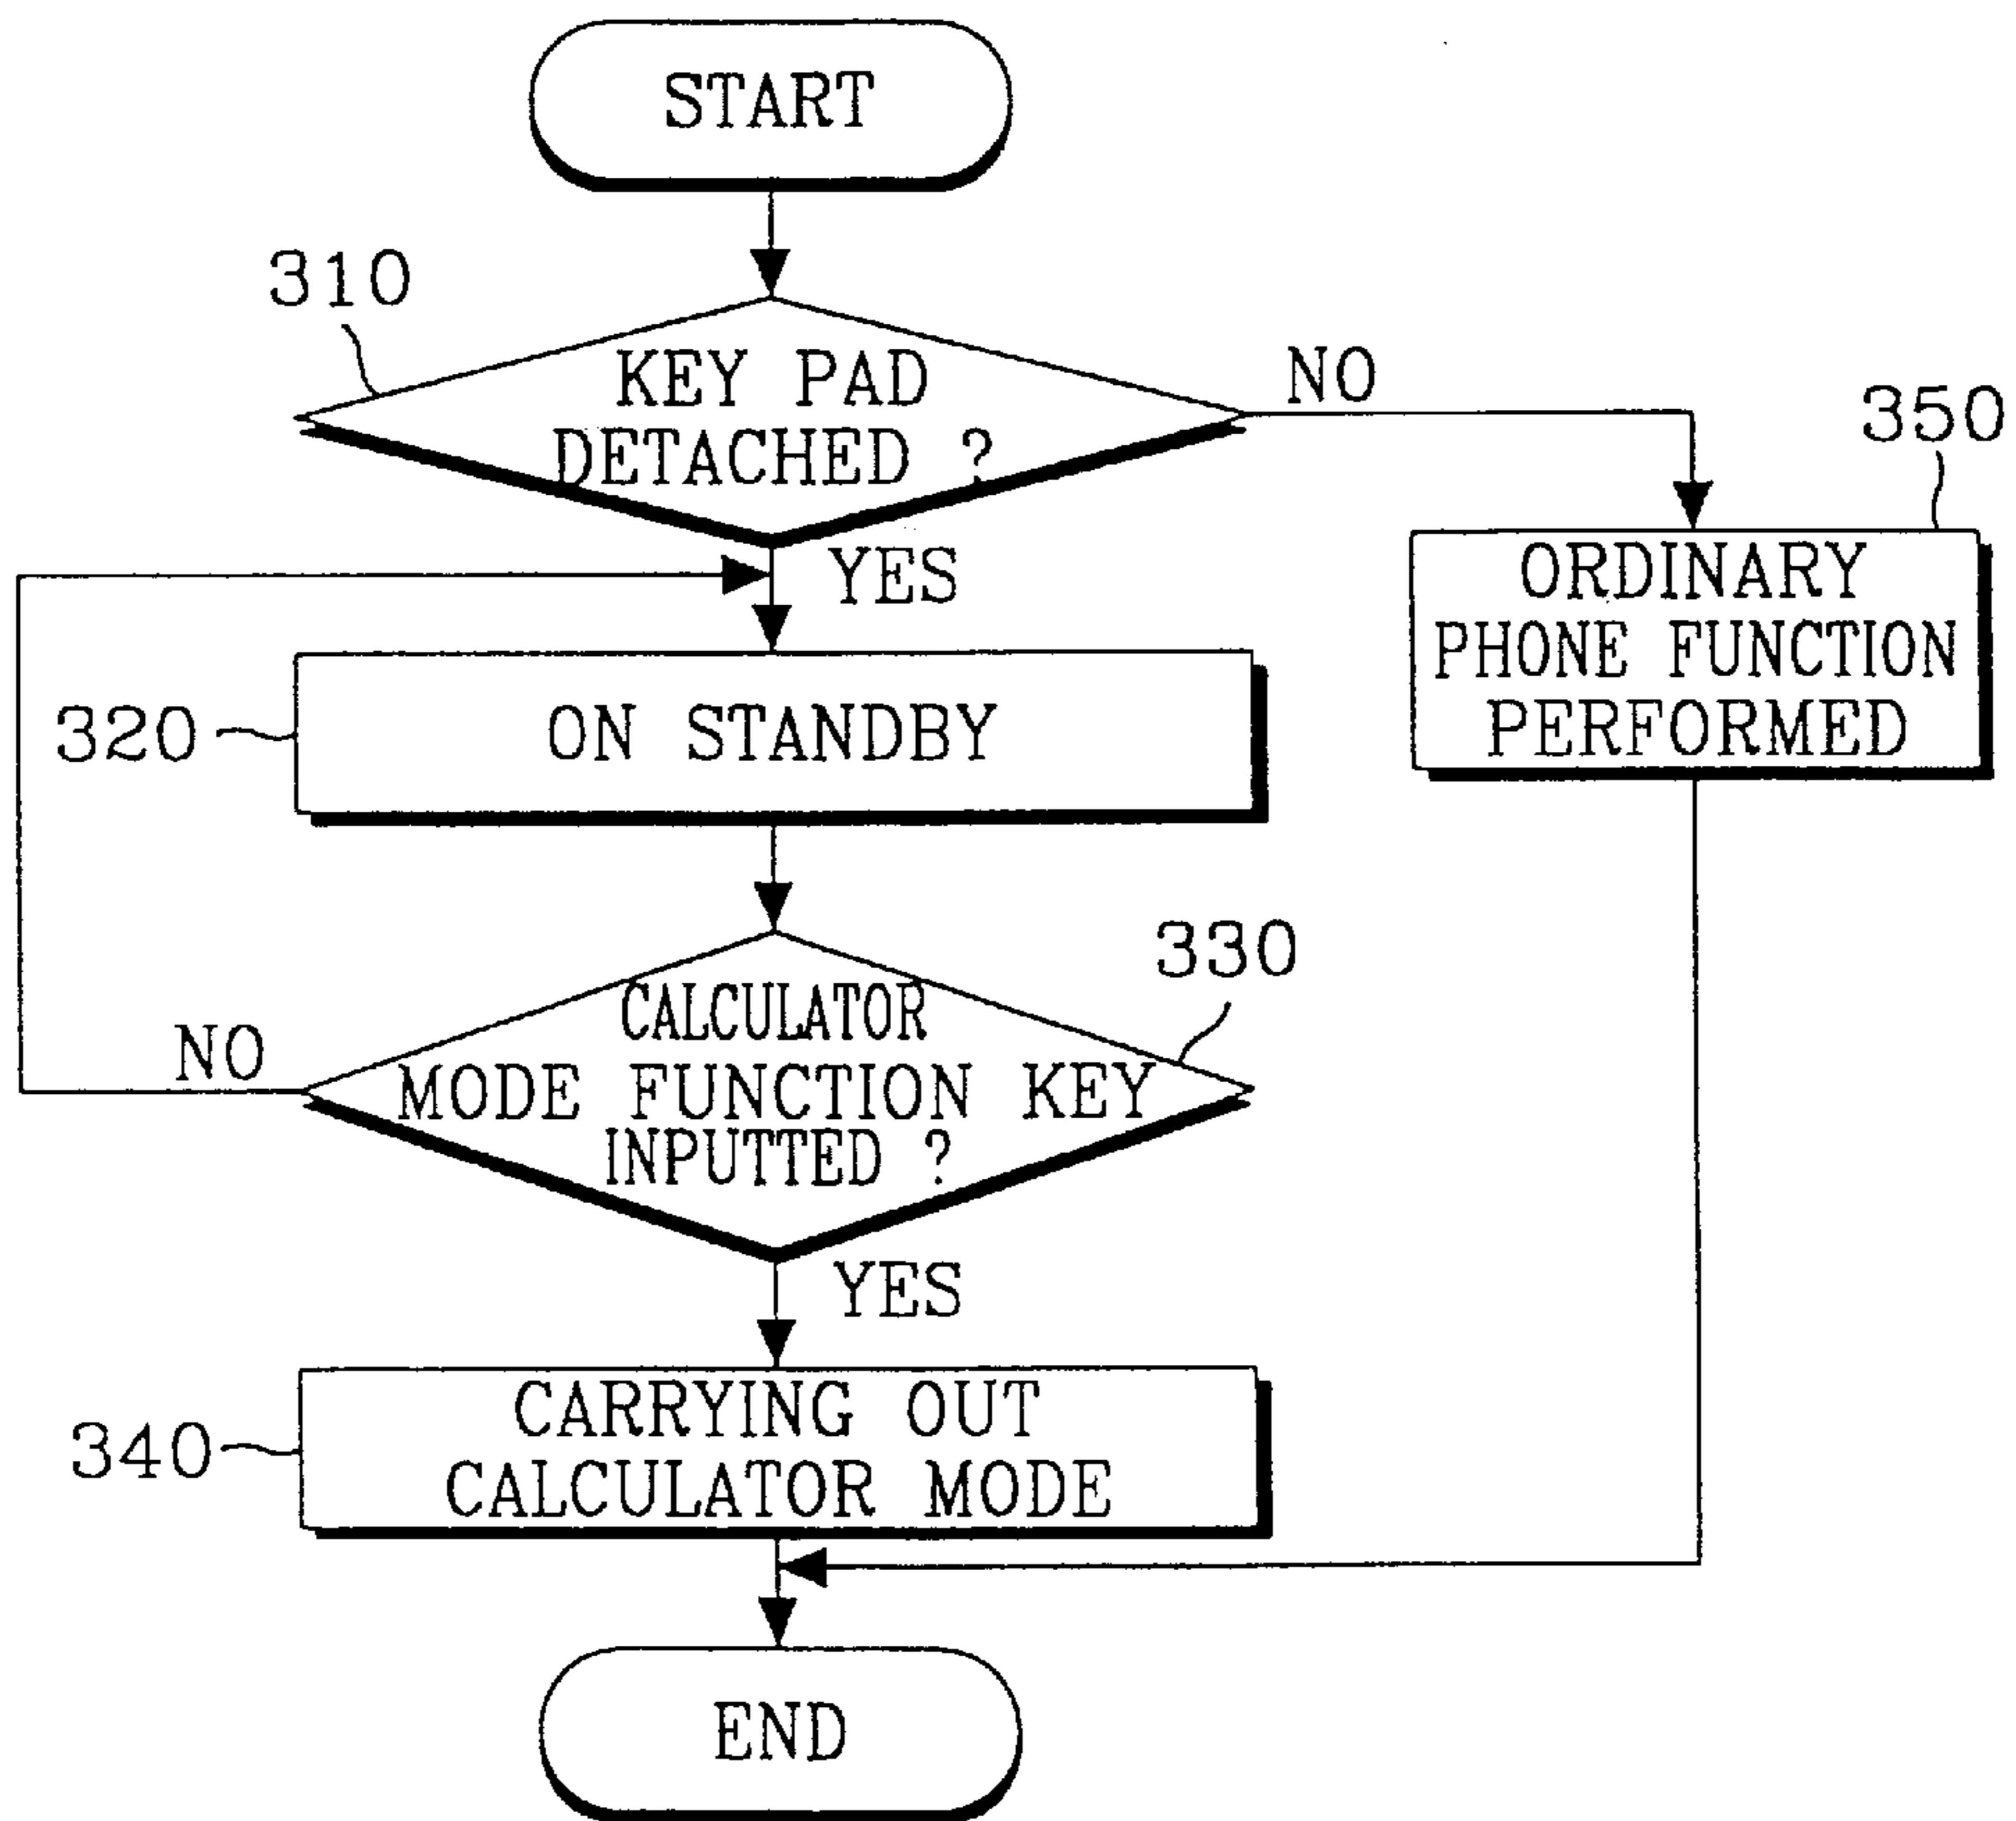 START
310
KEY PAD
DETACHED ?
NO
350
YES
ORDINARY
PHONE FUNCTION
PERFORMED
320
ON STANDBY
330
CALCULATOR
MODE FUNCTION KEY
INPUTTED ?
NO
YES
340
CARRYING OUT
CALCULATOR MODE
END